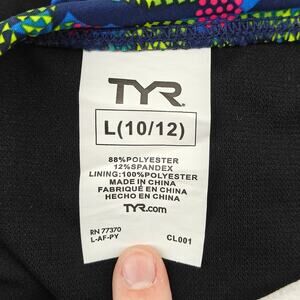 TYR
L(10/12)
88%POLYESTER
12%SPANDEX
LINING:100%POLYESTER
MADE IN CHINA
FABRIQUÉ EN CHINA
HECHO EN CHINA
TYR.com
RN 77370
L-AF-PY CL001